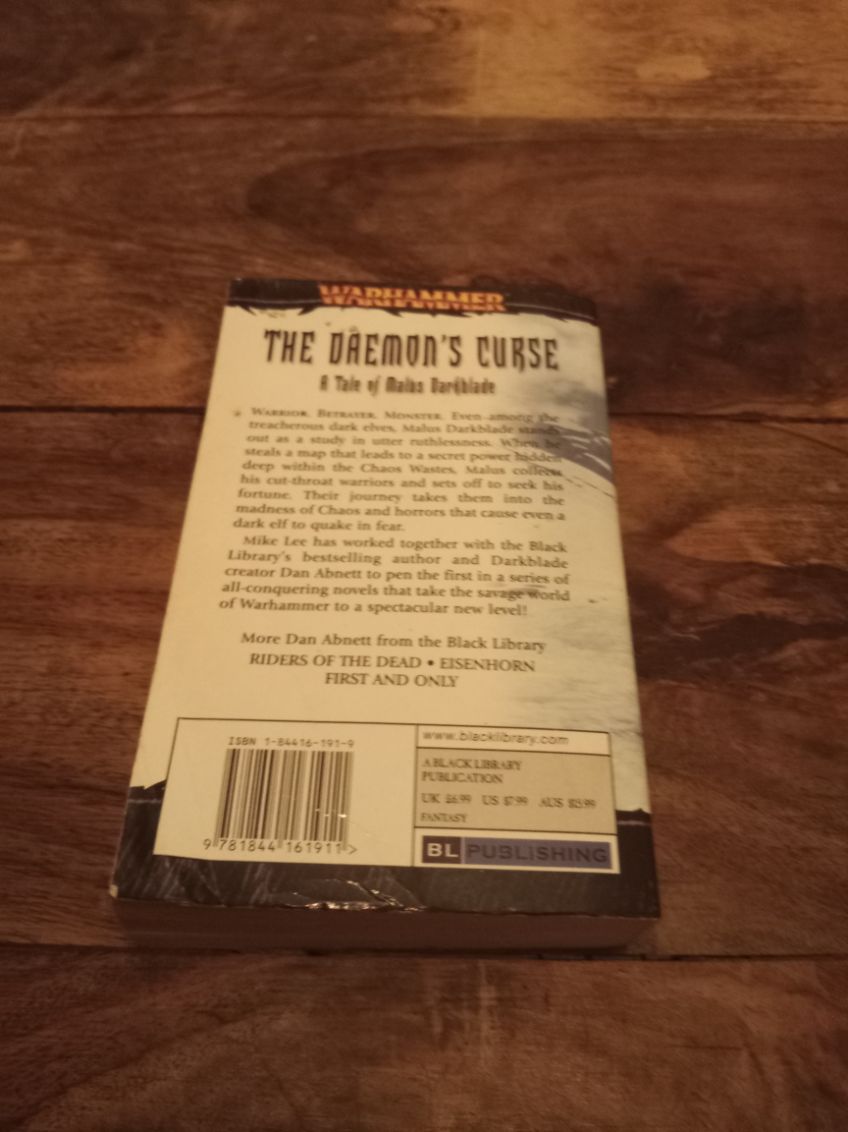 WARHAMMER
THE DAEMON'S CURSE
A Tale of Malus Darkblade
WARRIOR. BETRAYER. MONSTER. Even among the
treacherous dark elves, Malus Darkblade stands
out as a study in utter ruthlessness. When he
steals a map that leads to a secret power hidden
deep within the Chaos Wastes, Malus collects
his cut-throat warriors and sets off to seek his
fortune. Their journey takes them into the
madness of Chaos and horrors that cause even a
dark elf to quake in fear.
Mike Lee has worked together with the Black
Library's bestselling author and Darkblade
creator Dan Abnett to pen the first in a series of
all-conquering novels that take the savage world
of Warhammer to a spectacular new level!
More Dan Abnett from the Black Library
RIDERS OF THE DEAD • EISENHORN
FIRST AND ONLY
ISBN 1-84416-191-9
9 781844 161911 >
www.blacklibrary.com
A BLACK LIBRARY
PUBLICATION
UK £6.99 US $7.99 AUS $15.99
FANTASY
BL PUBLISHING